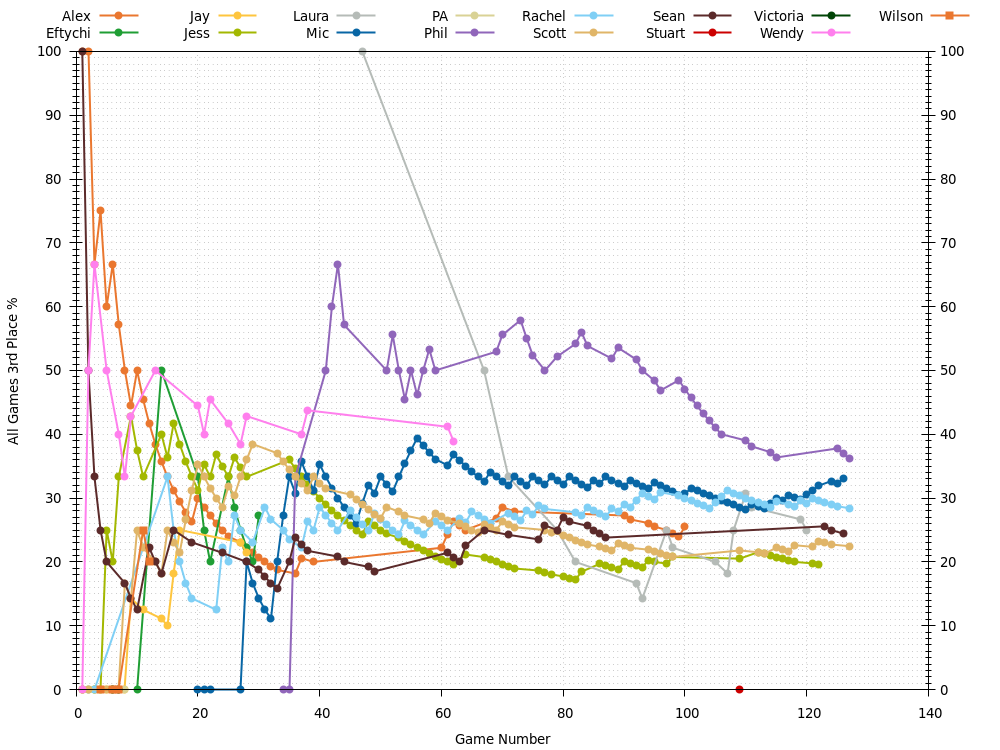 Alex Jay Laura PA Rachel Sean Victoria Wilson
Eftychi Jess Mic Phil Scott Stuart Wendy
100 100
90 90
80 80
70 70
60 60
50 50
40 40
30 30
20 20
10 10
0 0
All Games 3rd Place %
0 20 40 60 80 100 120 140
Game Number